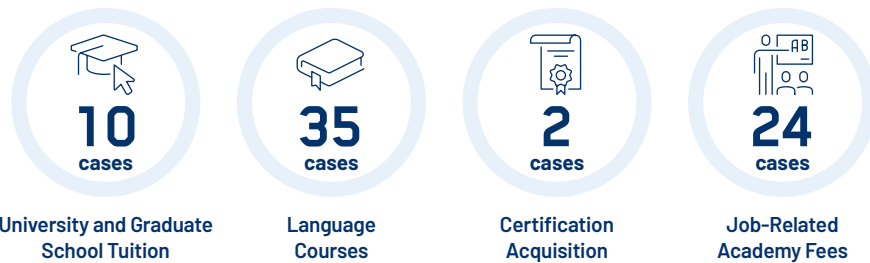 AB
10
cases
University and Graduate
School Tuition
35
cases
Language
Courses
2
cases
Certification
Acquisition
24
cases
Job-Related
Academy Fees